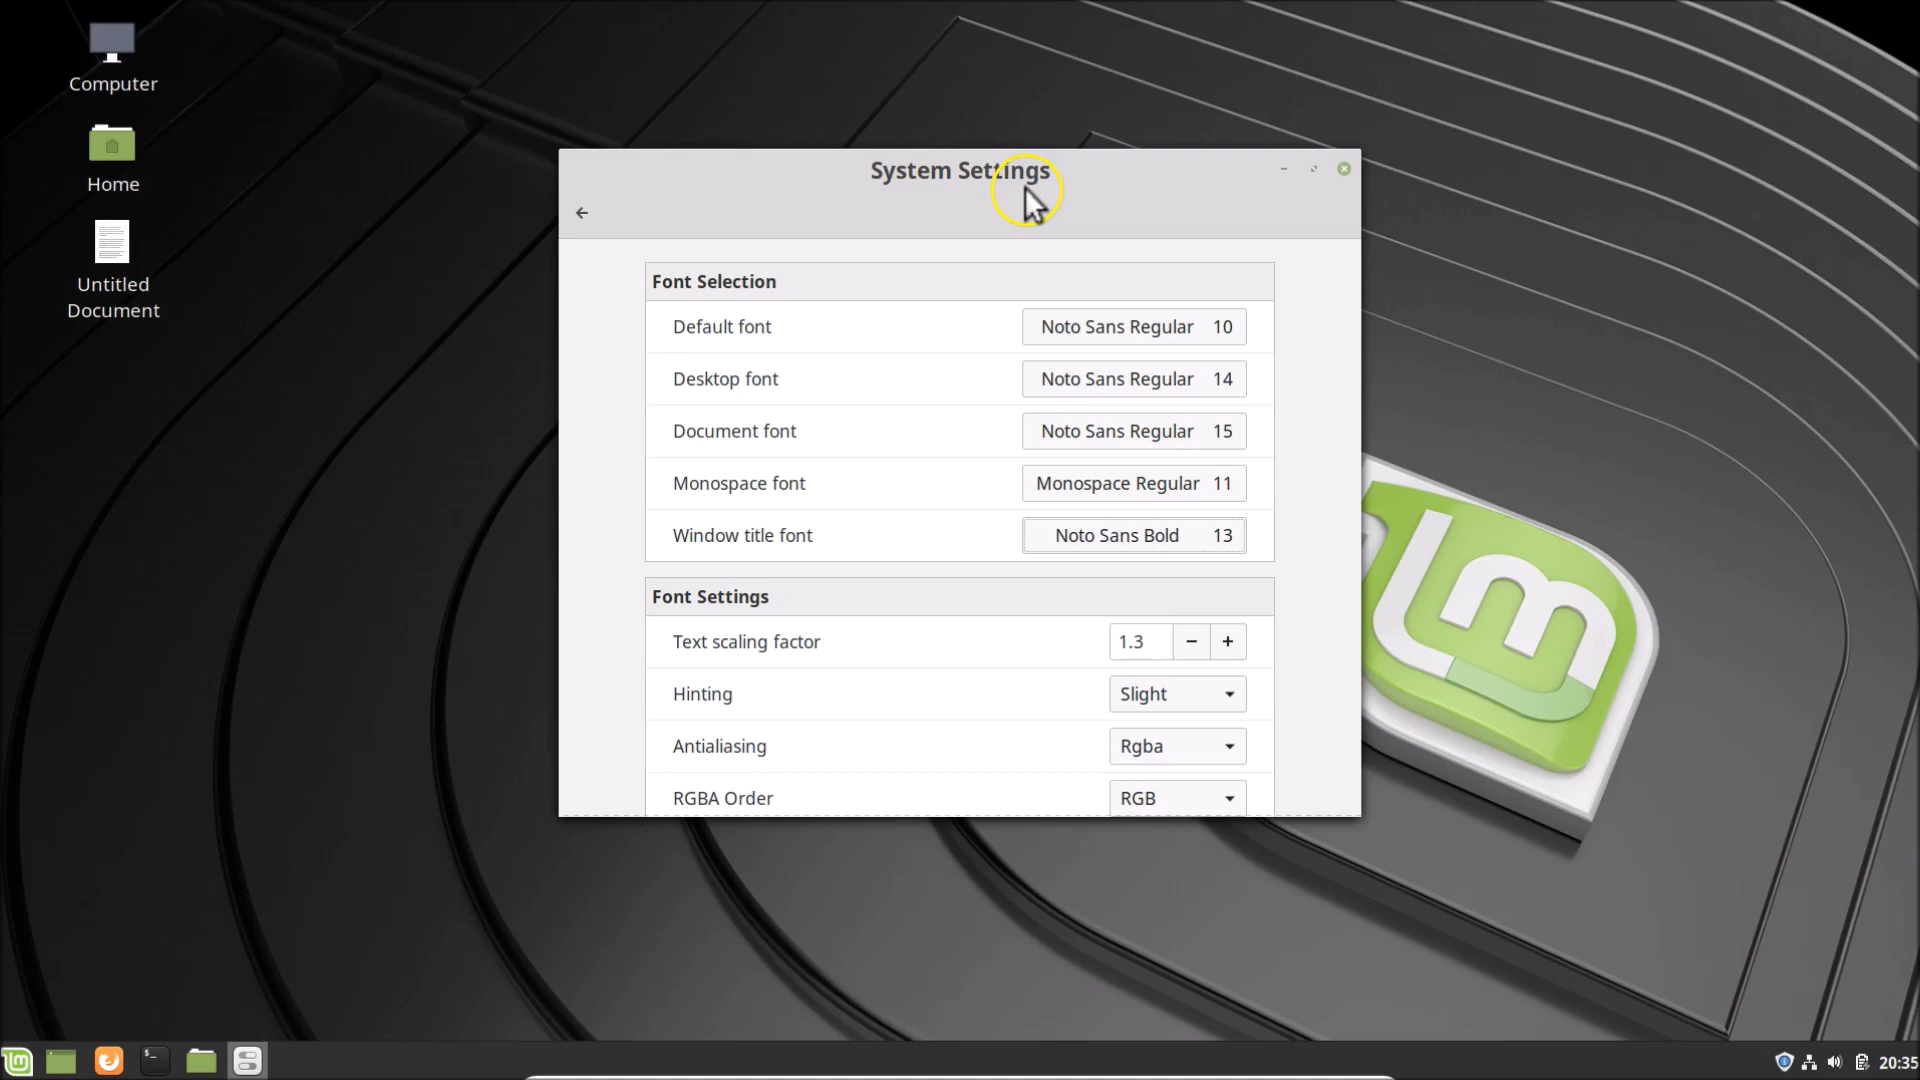 Computer
Home
Untitled
Document
System Settings
Font Selection
Default font Noto Sans Regular 10
Desktop font Noto Sans Regular 14
Document font Noto Sans Regular 15
Monospace font Monospace Regular 11
Window title font Noto Sans Bold 13
Font Settings
Text scaling factor 1.3 − +
Hinting Slight
Antialiasing Rgba
RGBA Order RGB
lm
$_
20:35